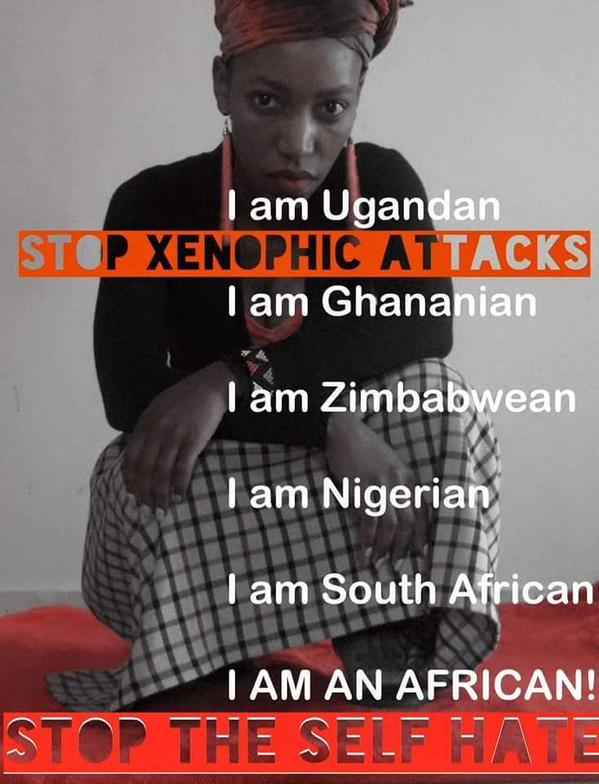 I am Ugandan
STOP XENOPHIC ATTACKS
I am Ghananian
I am Zimbabwean
I am Nigerian
I am South African
I AM AN AFRICAN!
STOP THE SELF HATE